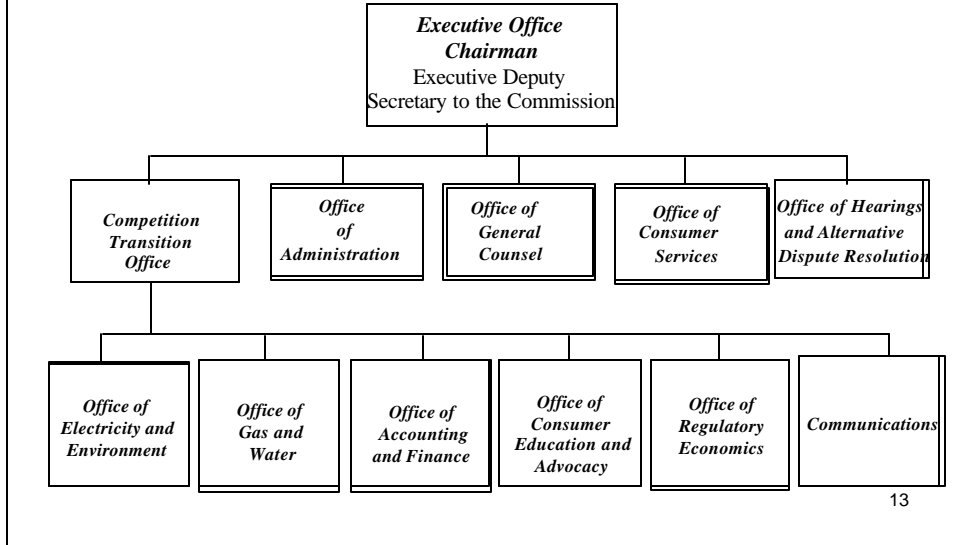 Executive Office
Chairman
Executive Deputy
Secretary to the Commission
Competition
Transition
Office
Office
of
Administration
Office of
General
Counsel
Office of
Consumer
Services
Office of Hearings
and Alternative
Dispute Resolution
Office of
Electricity and
Environment
Office of
Gas and
Water
Office of
Accounting
and Finance
Office of
Consumer
Education and
Advocacy
Office of
Regulatory
Economics
Communications
13